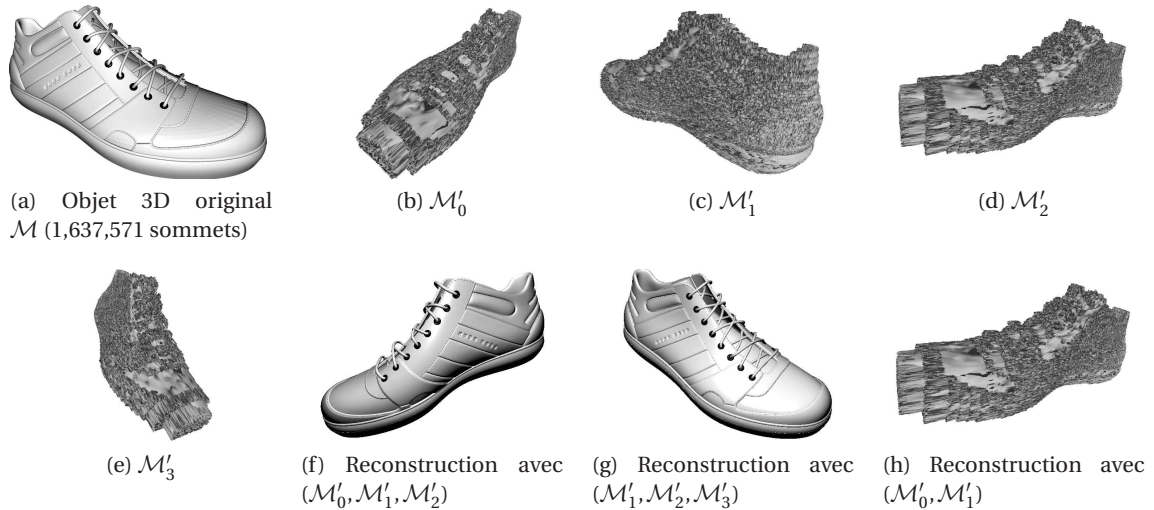 (a) Objet 3D original
ℳ (1,637,571 sommets)
(b) ℳ′₀
(c) ℳ′₁
(d) ℳ′₂
(e) ℳ′₃
(f) Reconstruction avec
(ℳ′₀, ℳ′₁, ℳ′₂)
(g) Reconstruction avec
(ℳ′₁, ℳ′₂, ℳ′₃)
(h) Reconstruction avec
(ℳ′₀, ℳ′₁)